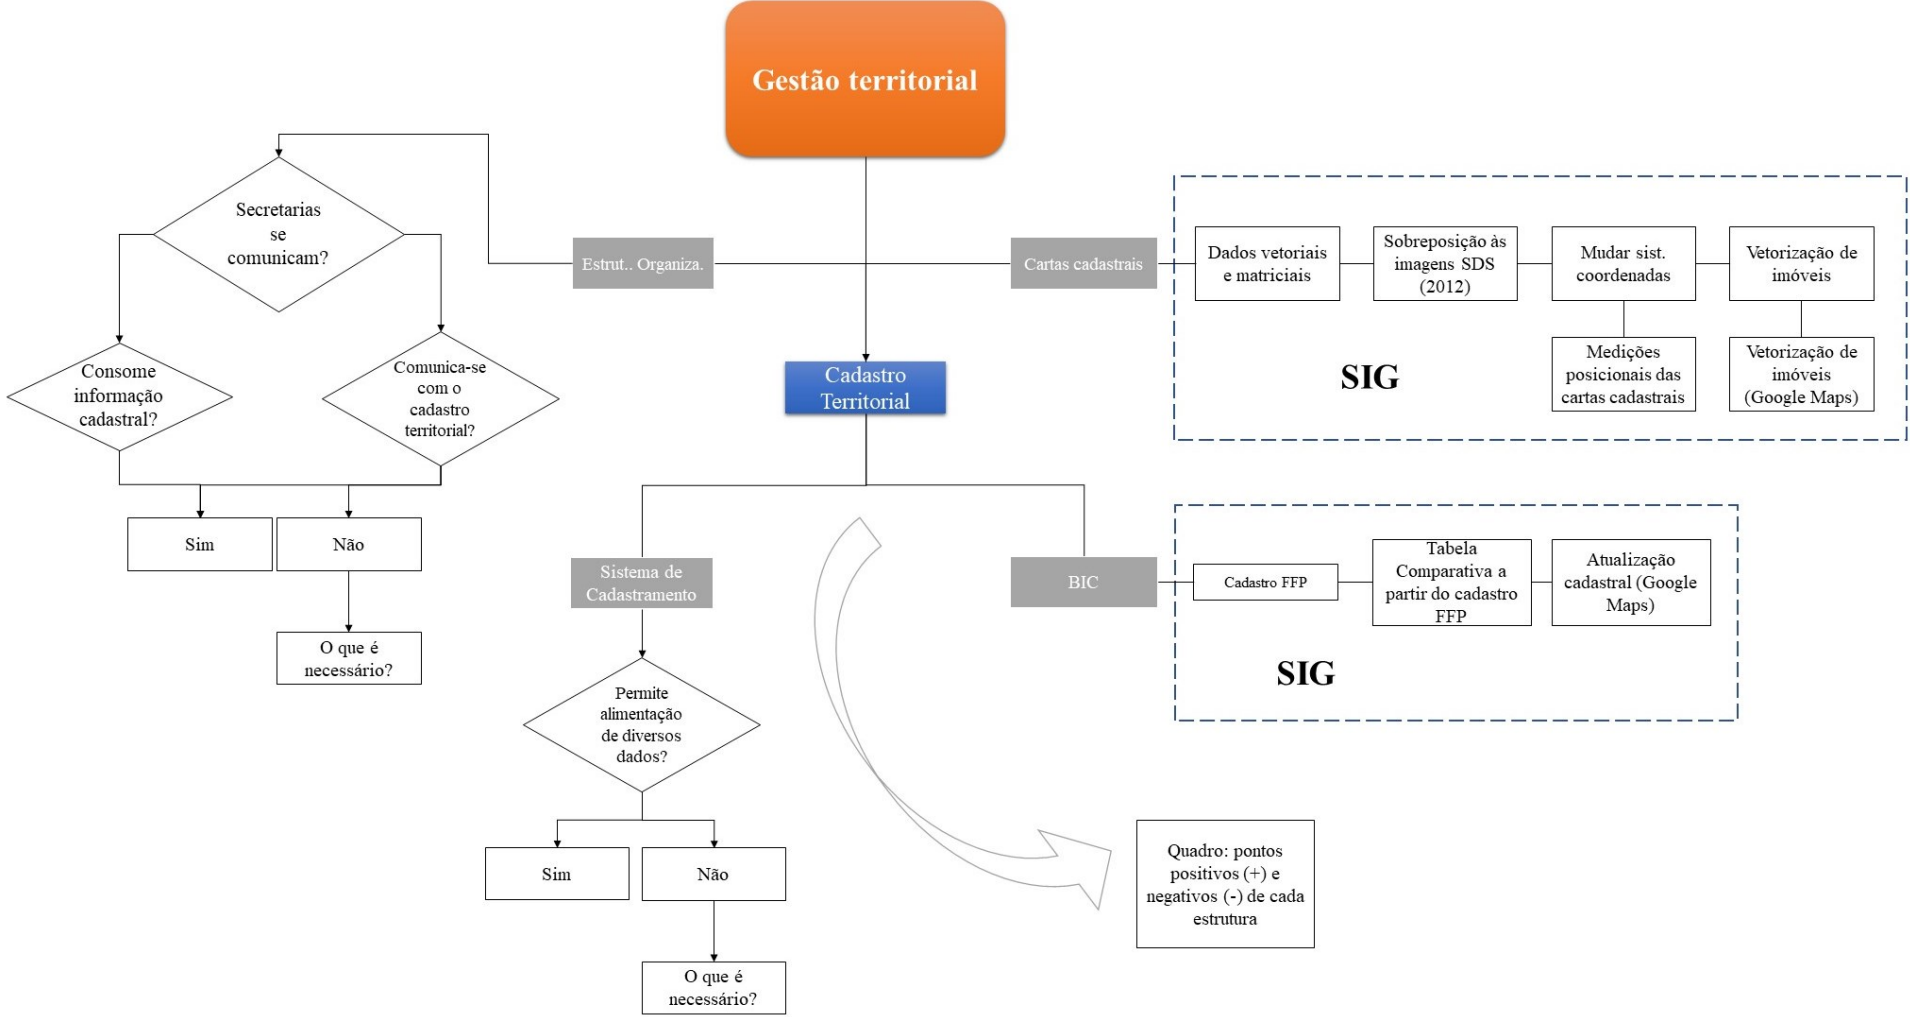 Gestão territorial
Secretarias
se
comunicam?
Estrut.. Organiza.
Cartas cadastrais
Dados vetoriais
e matriciais
Sobreposição às
imagens SDS
(2012)
Mudar sist.
coordenadas
Vetorização de
imóveis
Consome
informação
cadastral?
Comunica-se
com o
cadastro
territorial?
Cadastro
Territorial
SIG
Medições
posicionais das
cartas cadastrais
Vetorização de
imóveis
(Google Maps)
Sim
Não
O que é
necessário?
Sistema de
Cadastramento
BIC
Cadastro FFP
Tabela
Comparativa a
partir do cadastro
FFP
Atualização
cadastral (Google
Maps)
SIG
Permite
alimentação
de diversos
dados?
Sim
Não
O que é
necessário?
Quadro: pontos
positivos (+) e
negativos (-) de cada
estrutura